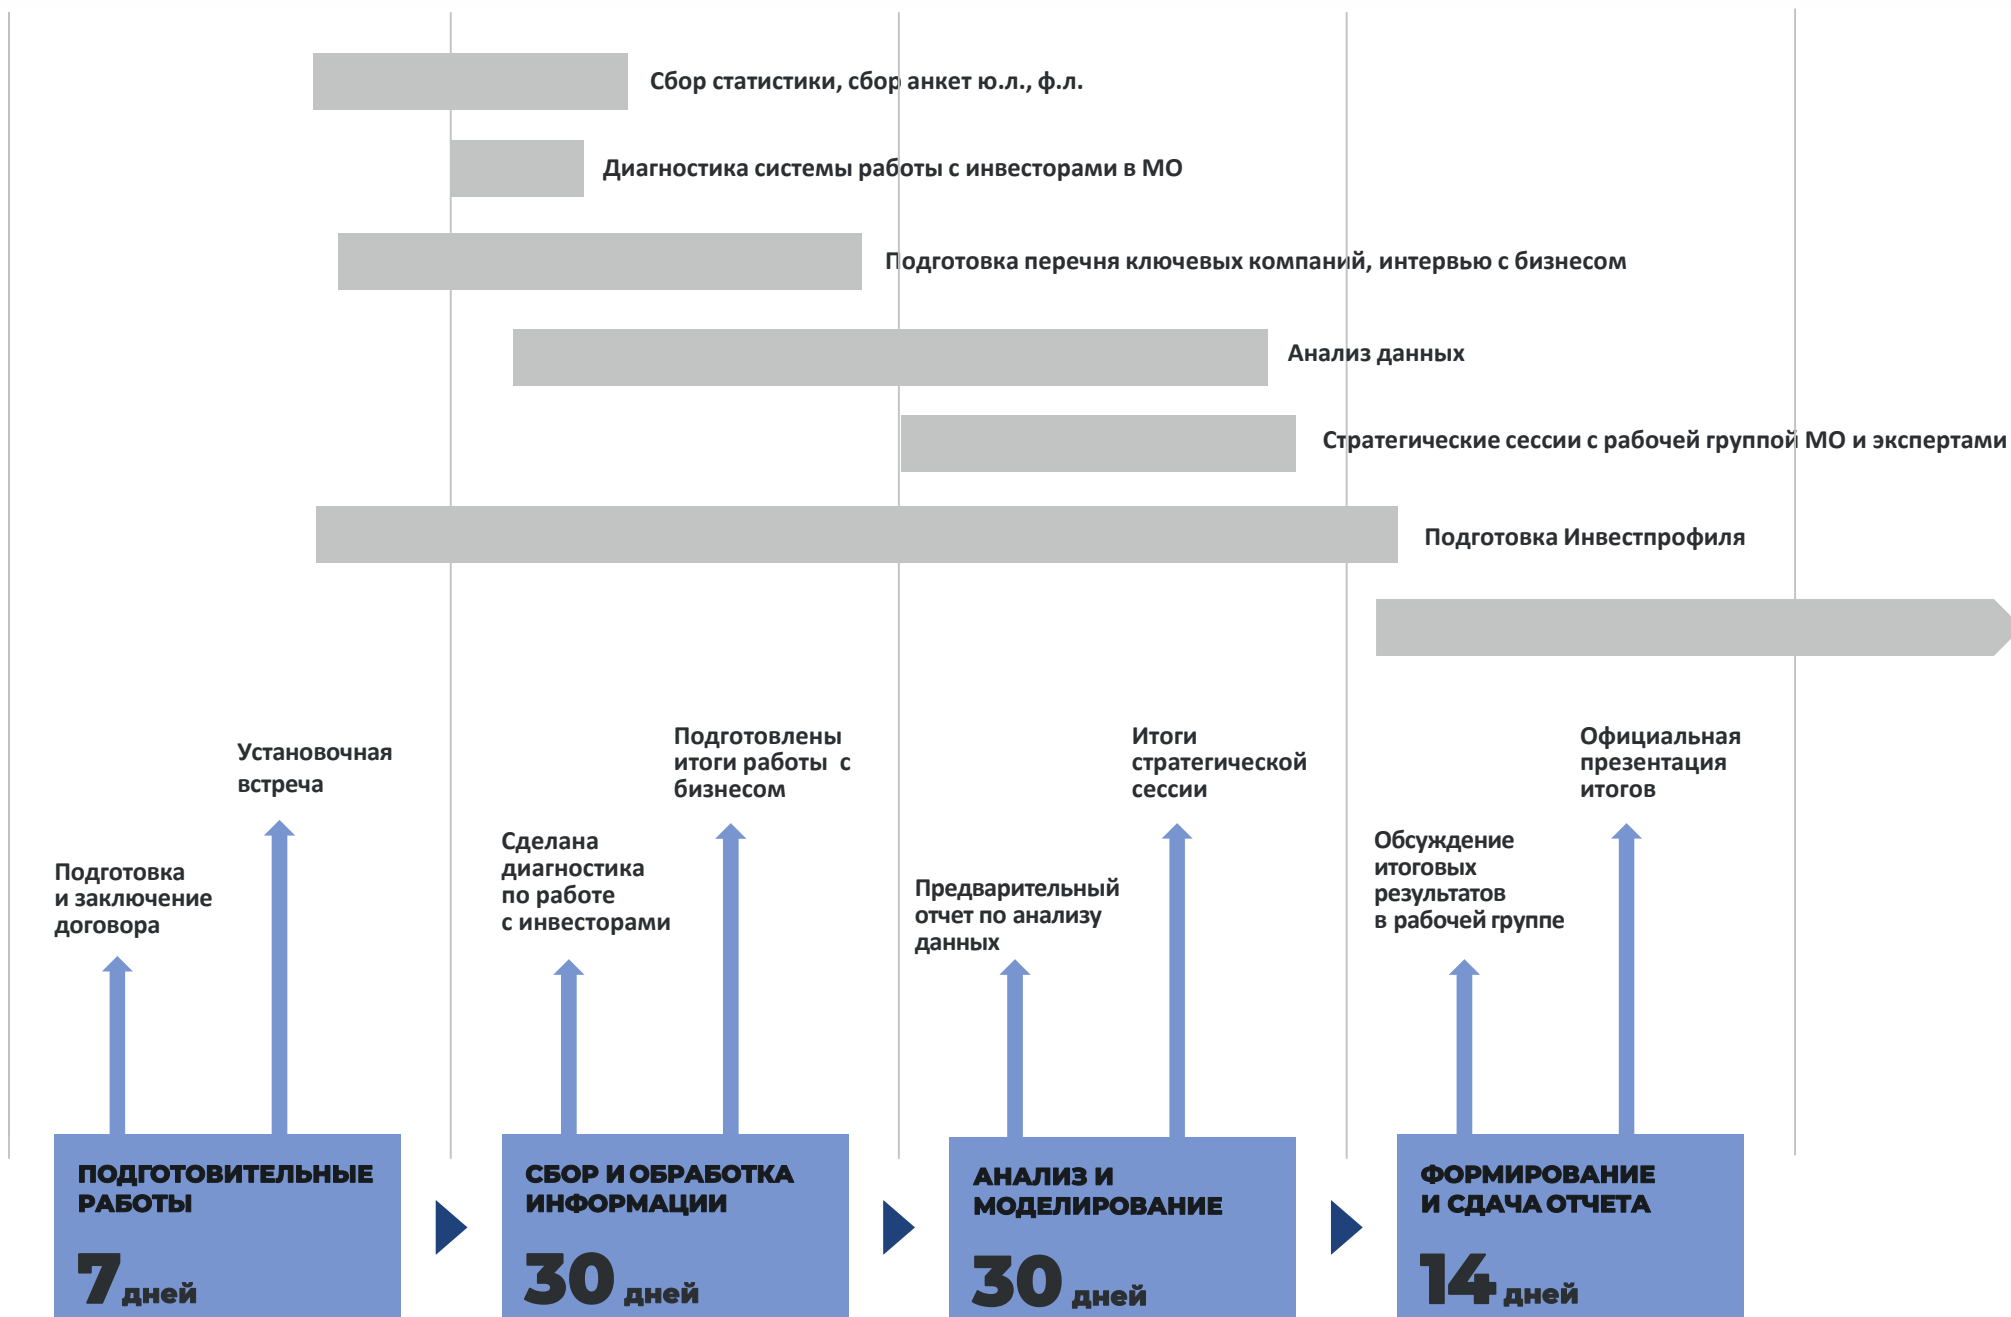 Сбор статистики, сбор анкет ю.л., ф.л.
Диагностика системы работы с инвесторами в МО
Подготовка перечня ключевых компаний, интервью с бизнесом
Анализ данных
Стратегические сессии с рабочей группой МО и экспертами
Подготовка Инвестпрофиля
Подготовка
и заключение
договора
Установочная
встреча
Сделана
диагностика
по работе
с инвесторами
Подготовлены
итоги работы с
бизнесом
Предварительный
отчет по анализу
данных
Итоги
стратегической
сессии
Обсуждение
итоговых
результатов
в рабочей группе
Официальная
презентация
итогов
ПОДГОТОВИТЕЛЬНЫЕ
РАБОТЫ
7 дней
СБОР И ОБРАБОТКА
ИНФОРМАЦИИ
30 дней
АНАЛИЗ И
МОДЕЛИРОВАНИЕ
30 дней
ФОРМИРОВАНИЕ
И СДАЧА ОТЧЕТА
14 дней